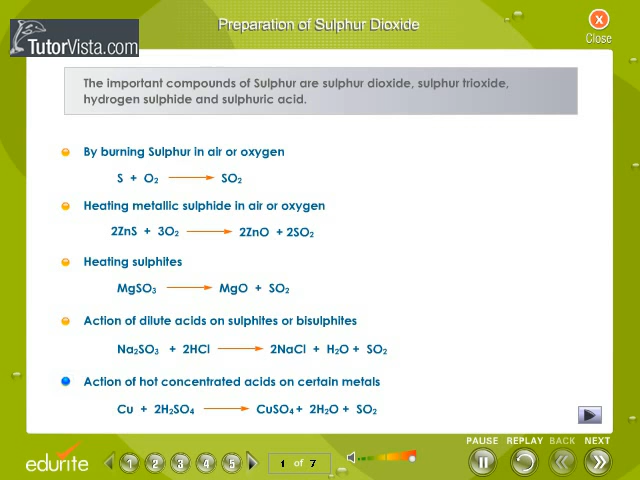 Preparation of Sulphur Dioxide
X
Close
TutorVista.com
The important compounds of Sulphur are sulphur dioxide, sulphur trioxide,
hydrogen sulphide and sulphuric acid.
By burning Sulphur in air or oxygen
S + O₂ ⟶ SO₂
Heating metallic sulphide in air or oxygen
2ZnS + 3O₂ ⟶ 2ZnO + 2SO₂
Heating sulphites
MgSO₃ ⟶ MgO + SO₂
Action of dilute acids on sulphites or bisulphites
Na₂SO₃ + 2HCl ⟶ 2NaCl + H₂O + SO₂
Action of hot concentrated acids on certain metals
Cu + 2H₂SO₄ ⟶ CuSO₄ + 2H₂O + SO₂
PAUSE REPLAY BACK NEXT
edurite 1 2 3 4 5 1 of 7